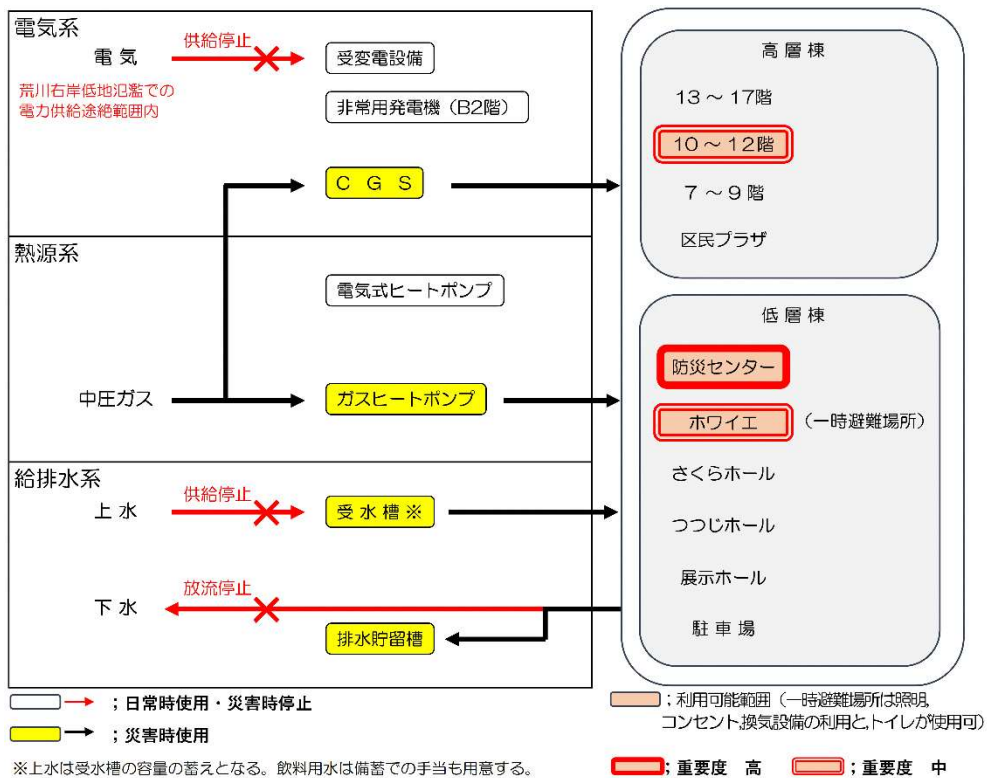 電気系
電 気
供給停止
受変電設備
荒川右岸低地氾濫での
電力供給途絶範囲内
非常用発電機（B2階）
C G S
熱源系
電気式ヒートポンプ
中圧ガス
ガスヒートポンプ
給排水系
上 水
供給停止
受 水 槽 ※
下 水
放流停止
排水貯留槽
高 層 棟
13 ～ 17階
10 ～ 12階
7 ～ 9 階
区民プラザ
低 層 棟
防災センター
ホワイエ （一時避難場所）
さくらホール
つつじホール
展示ホール
駐 車 場
；日常時使用・災害時停止
；災害時使用
※上水は受水槽の容量の蓄えとなる。飲料用水は備蓄での手当も用意する。
；利用可能範囲（一時避難場所は照明,
コンセント,換気設備の利用と,トイレが使用可）
；重要度 高 ；重要度 中